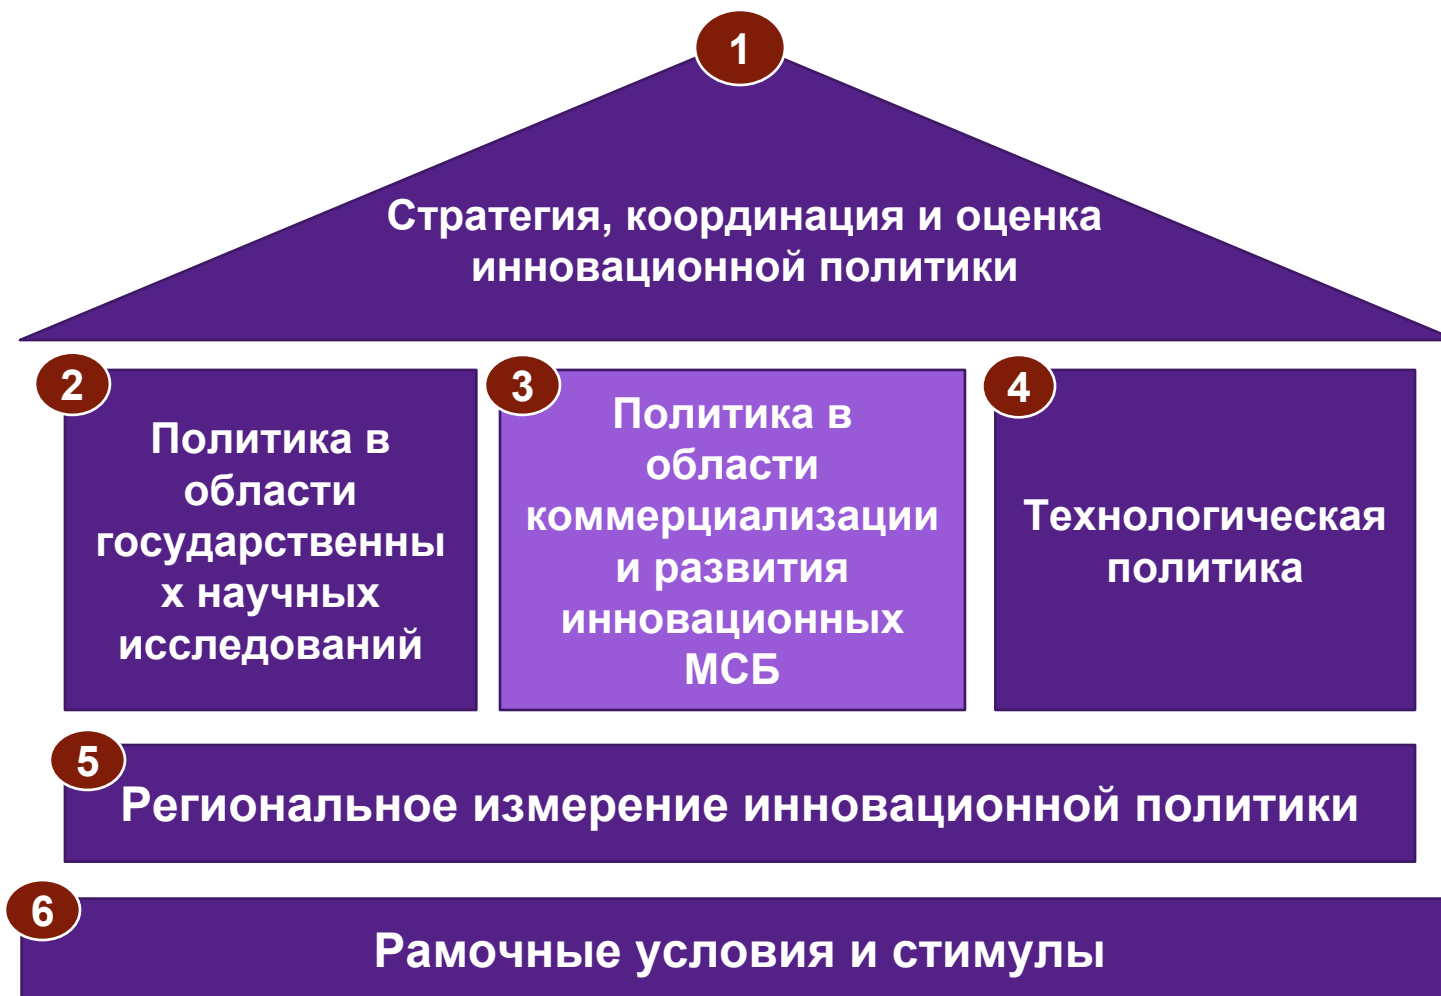 1
Стратегия, координация и оценка
инновационной политики
2
Политика в
области
государственны
х научных
исследований
3
Политика в
области
коммерциализации
и развития
инновационных
МСБ
4
Технологическая
политика
5
Региональное измерение инновационной политики
6
Рамочные условия и стимулы